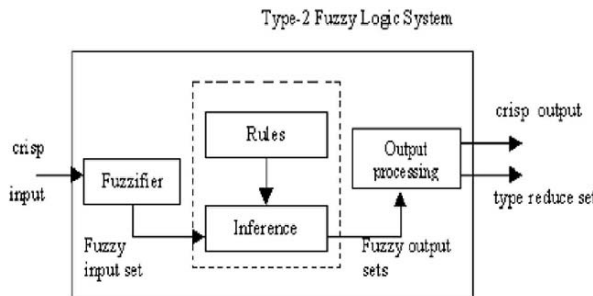 Type-2 Fuzzy Logic System
crisp output
Rules
crisp
Output
processing
Fuzzifier
input
type reduce set
Inference
Fuzzy
input set
Fuzzy output
sets